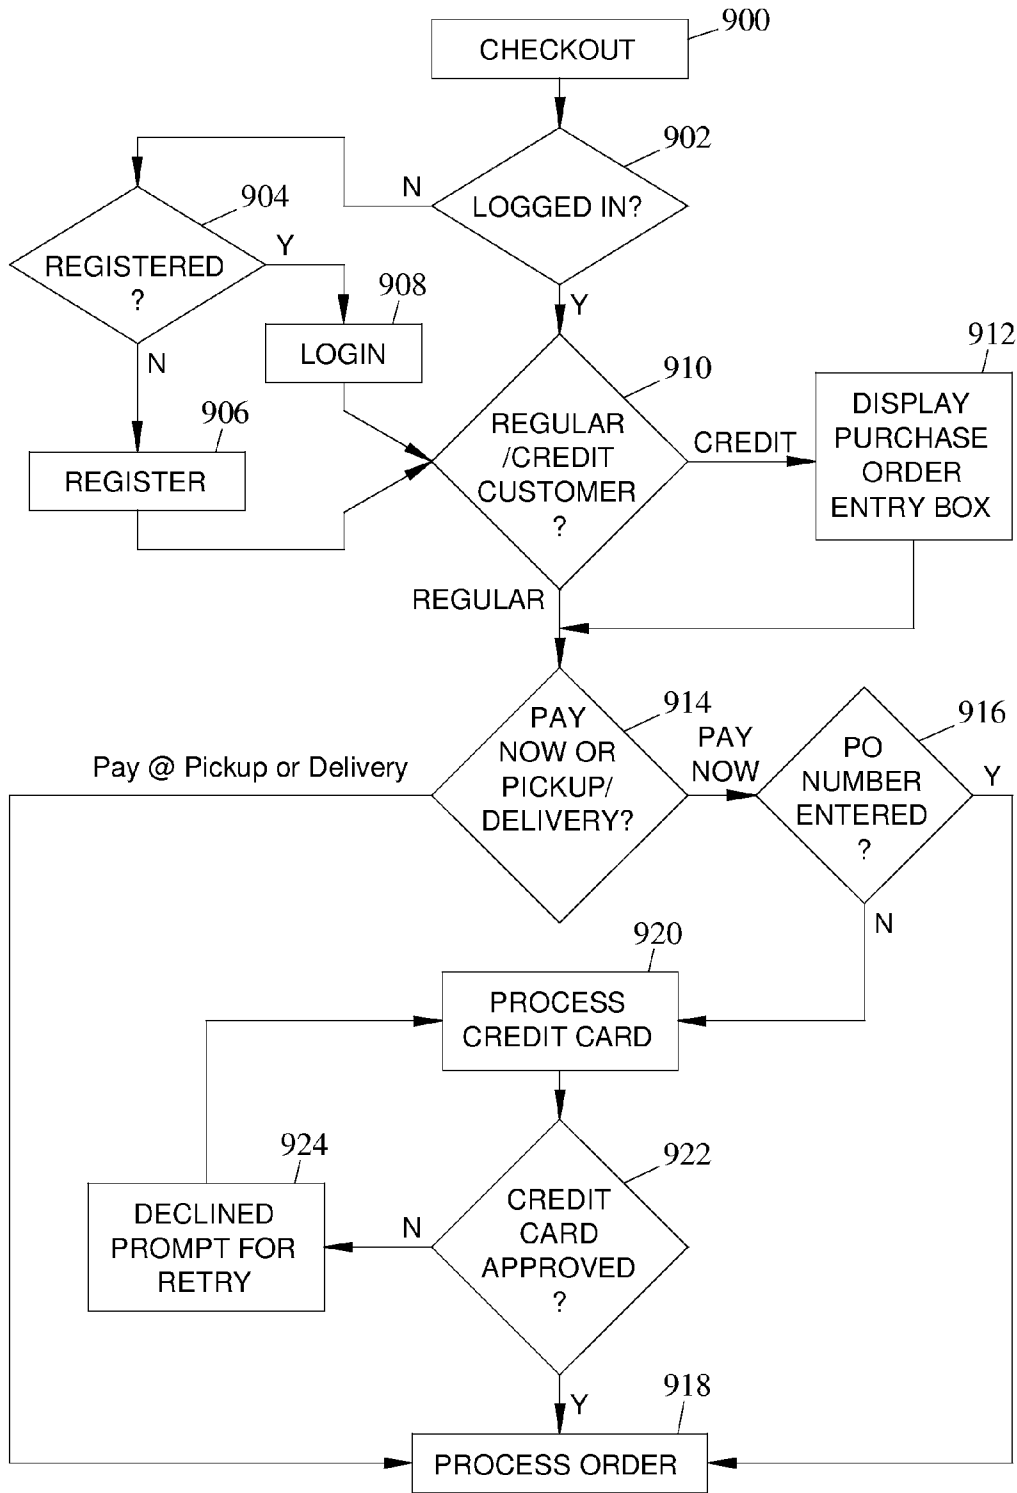 900
CHECKOUT
902
N
LOGGED IN?
904
Y
REGISTERED
?
908
Y
LOGIN
N
910
912
906
REGULAR
/CREDIT
CUSTOMER
?
CREDIT
DISPLAY
PURCHASE
ORDER
ENTRY BOX
REGISTER
REGULAR
914
PAY
NOW OR
PICKUP/
DELIVERY?
PAY
NOW
916
PO
NUMBER
ENTERED
?
Y
Pay @ Pickup or Delivery
N
920
PROCESS
CREDIT CARD
924
922
DECLINED
PROMPT FOR
RETRY
N
CREDIT
CARD
APPROVED
?
Y
918
PROCESS ORDER